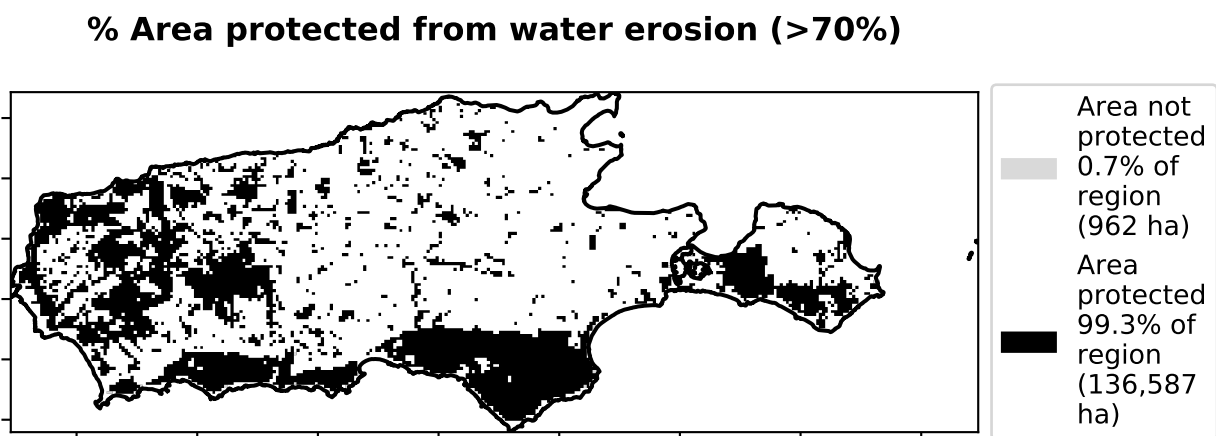 % Area protected from water erosion (>70%)
Area not
protected
0.7% of
region
(962 ha)
Area
protected
99.3% of
region
(136,587
ha)